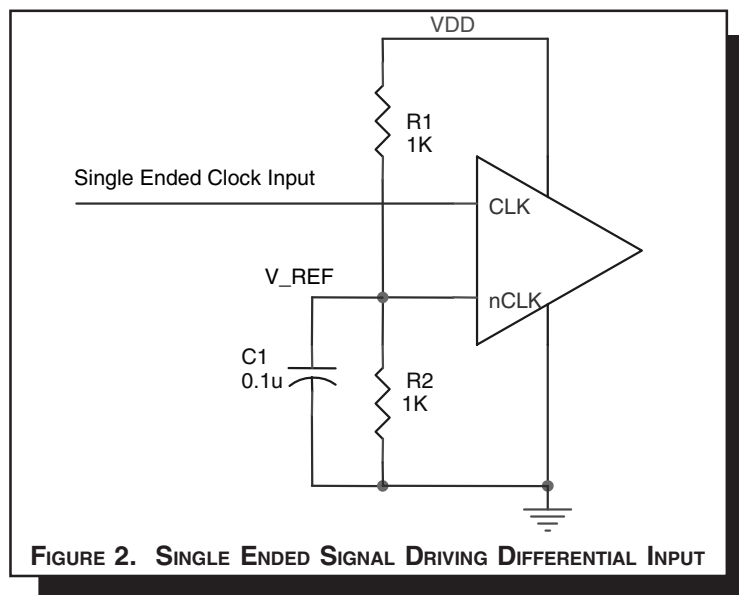 VDD
R1
1K
Single Ended Clock Input
CLK
V_REF
nCLK
C1
0.1u
R2
1K
FIGURE 2. SINGLE ENDED SIGNAL DRIVING DIFFERENTIAL INPUT